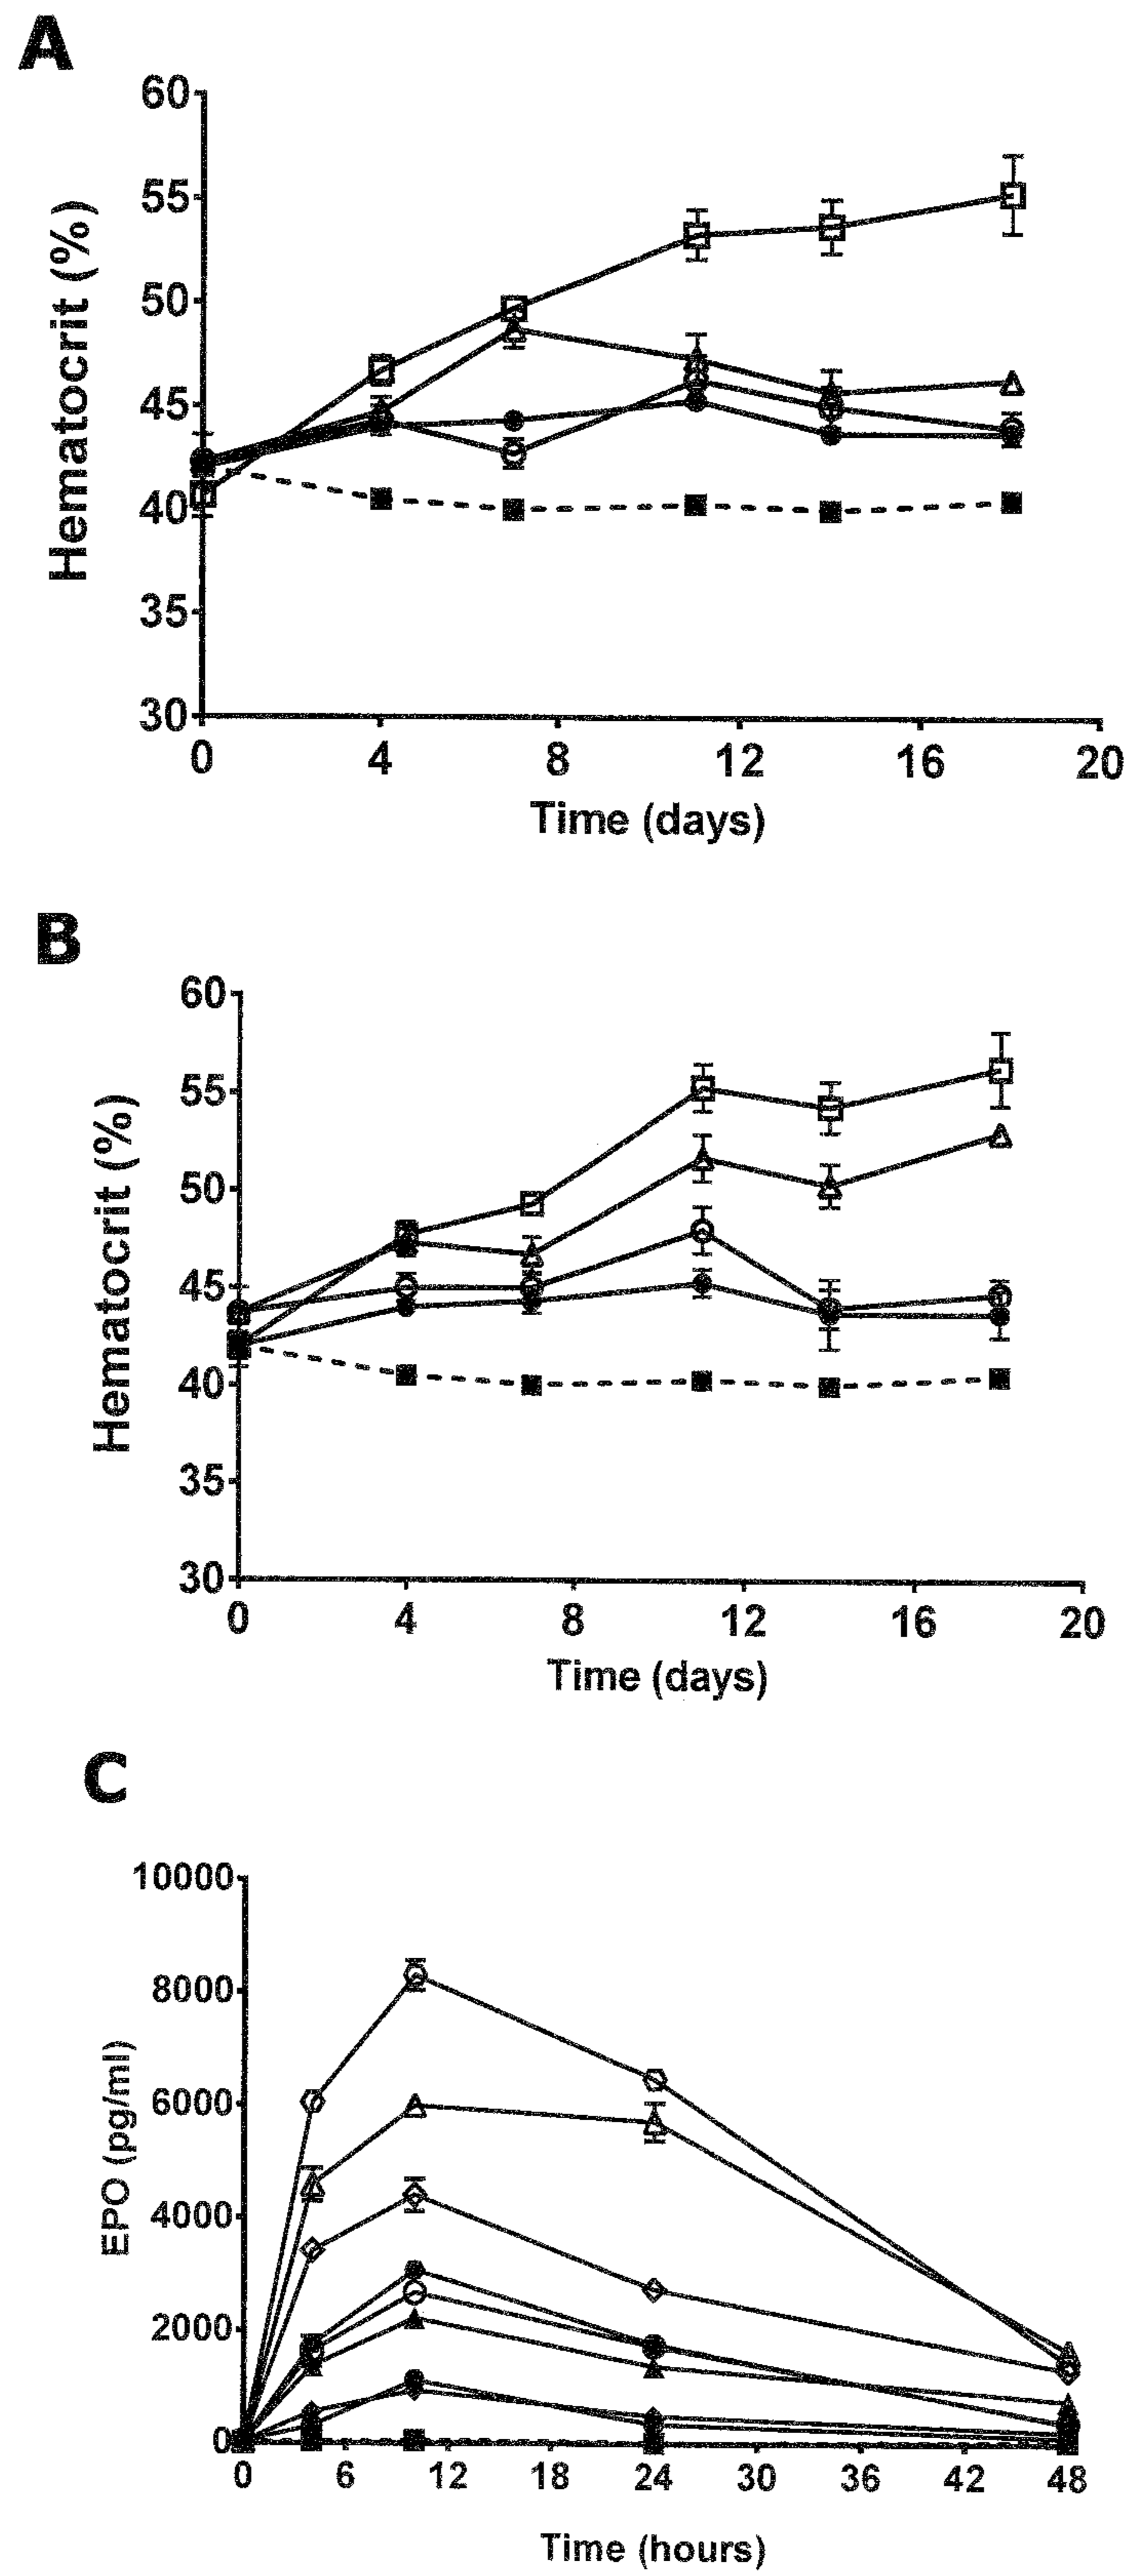 A
60
55
50
45
40
35
30
Hematocrit (%)
0 4 8 12 16 20
Time (days)
B
60
55
50
45
40
35
30
Hematocrit (%)
0 4 8 12 16 20
Time (days)
C
10000
8000
6000
4000
2000
0
EPO (pg/ml)
0 6 12 18 24 30 36 42 48
Time (hours)